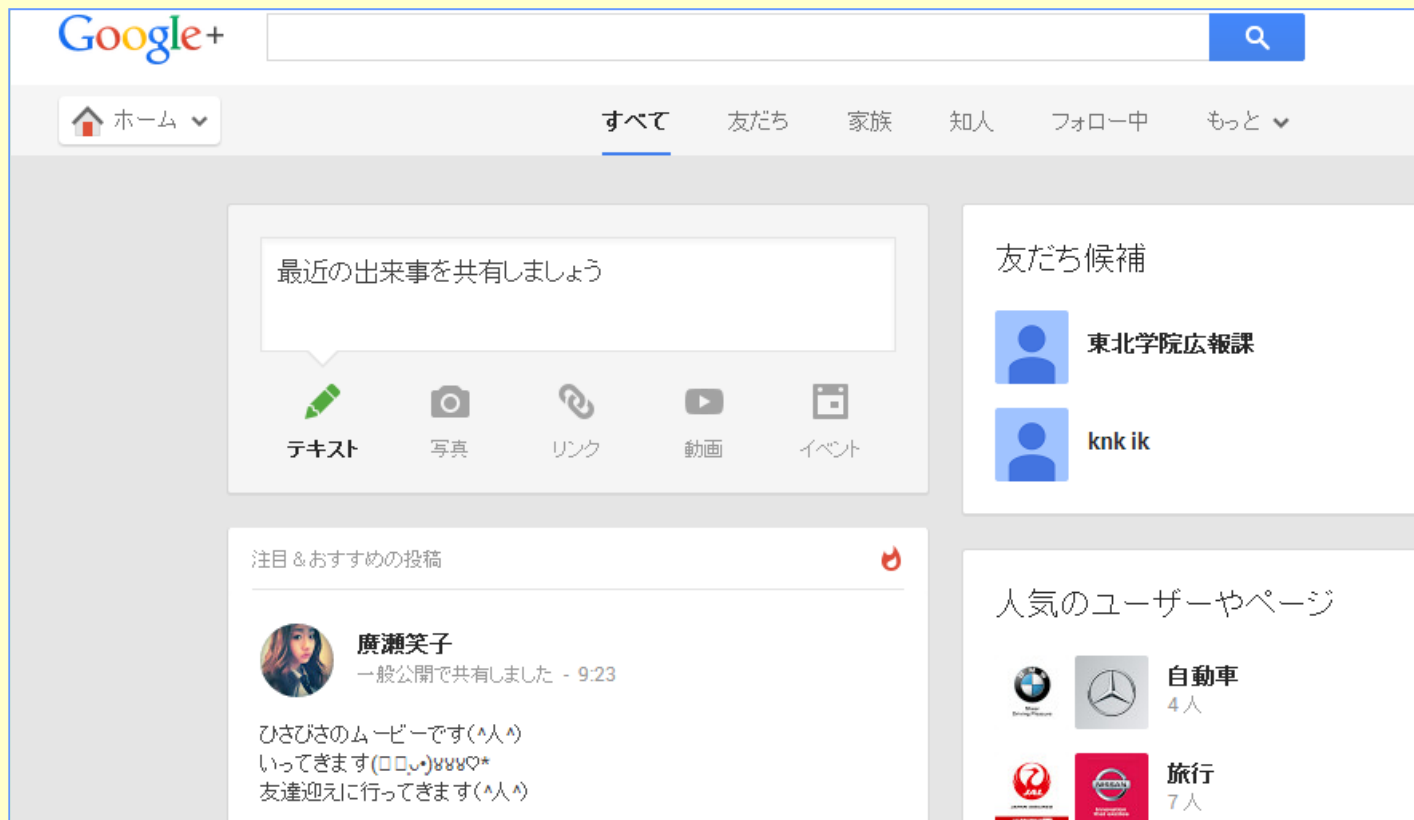 Google+
ホーム
すべて 友だち 家族 知人 フォロー中 もっと
最近の出来事を共有しましょう
テキスト 写真 リンク 動画 イベント
注目&おすすめの投稿
廣瀬笑子
一般公開で共有しました - 9:23
ひさびさのムービーです(^人^)
いってきます(□□ᴗ•)४४४♡*
友達迎えに行ってきます(^人^)
友だち候補
東北学院広報課
knk ik
人気のユーザーやページ
自動車
4人
旅行
7人
JAL
NISSAN